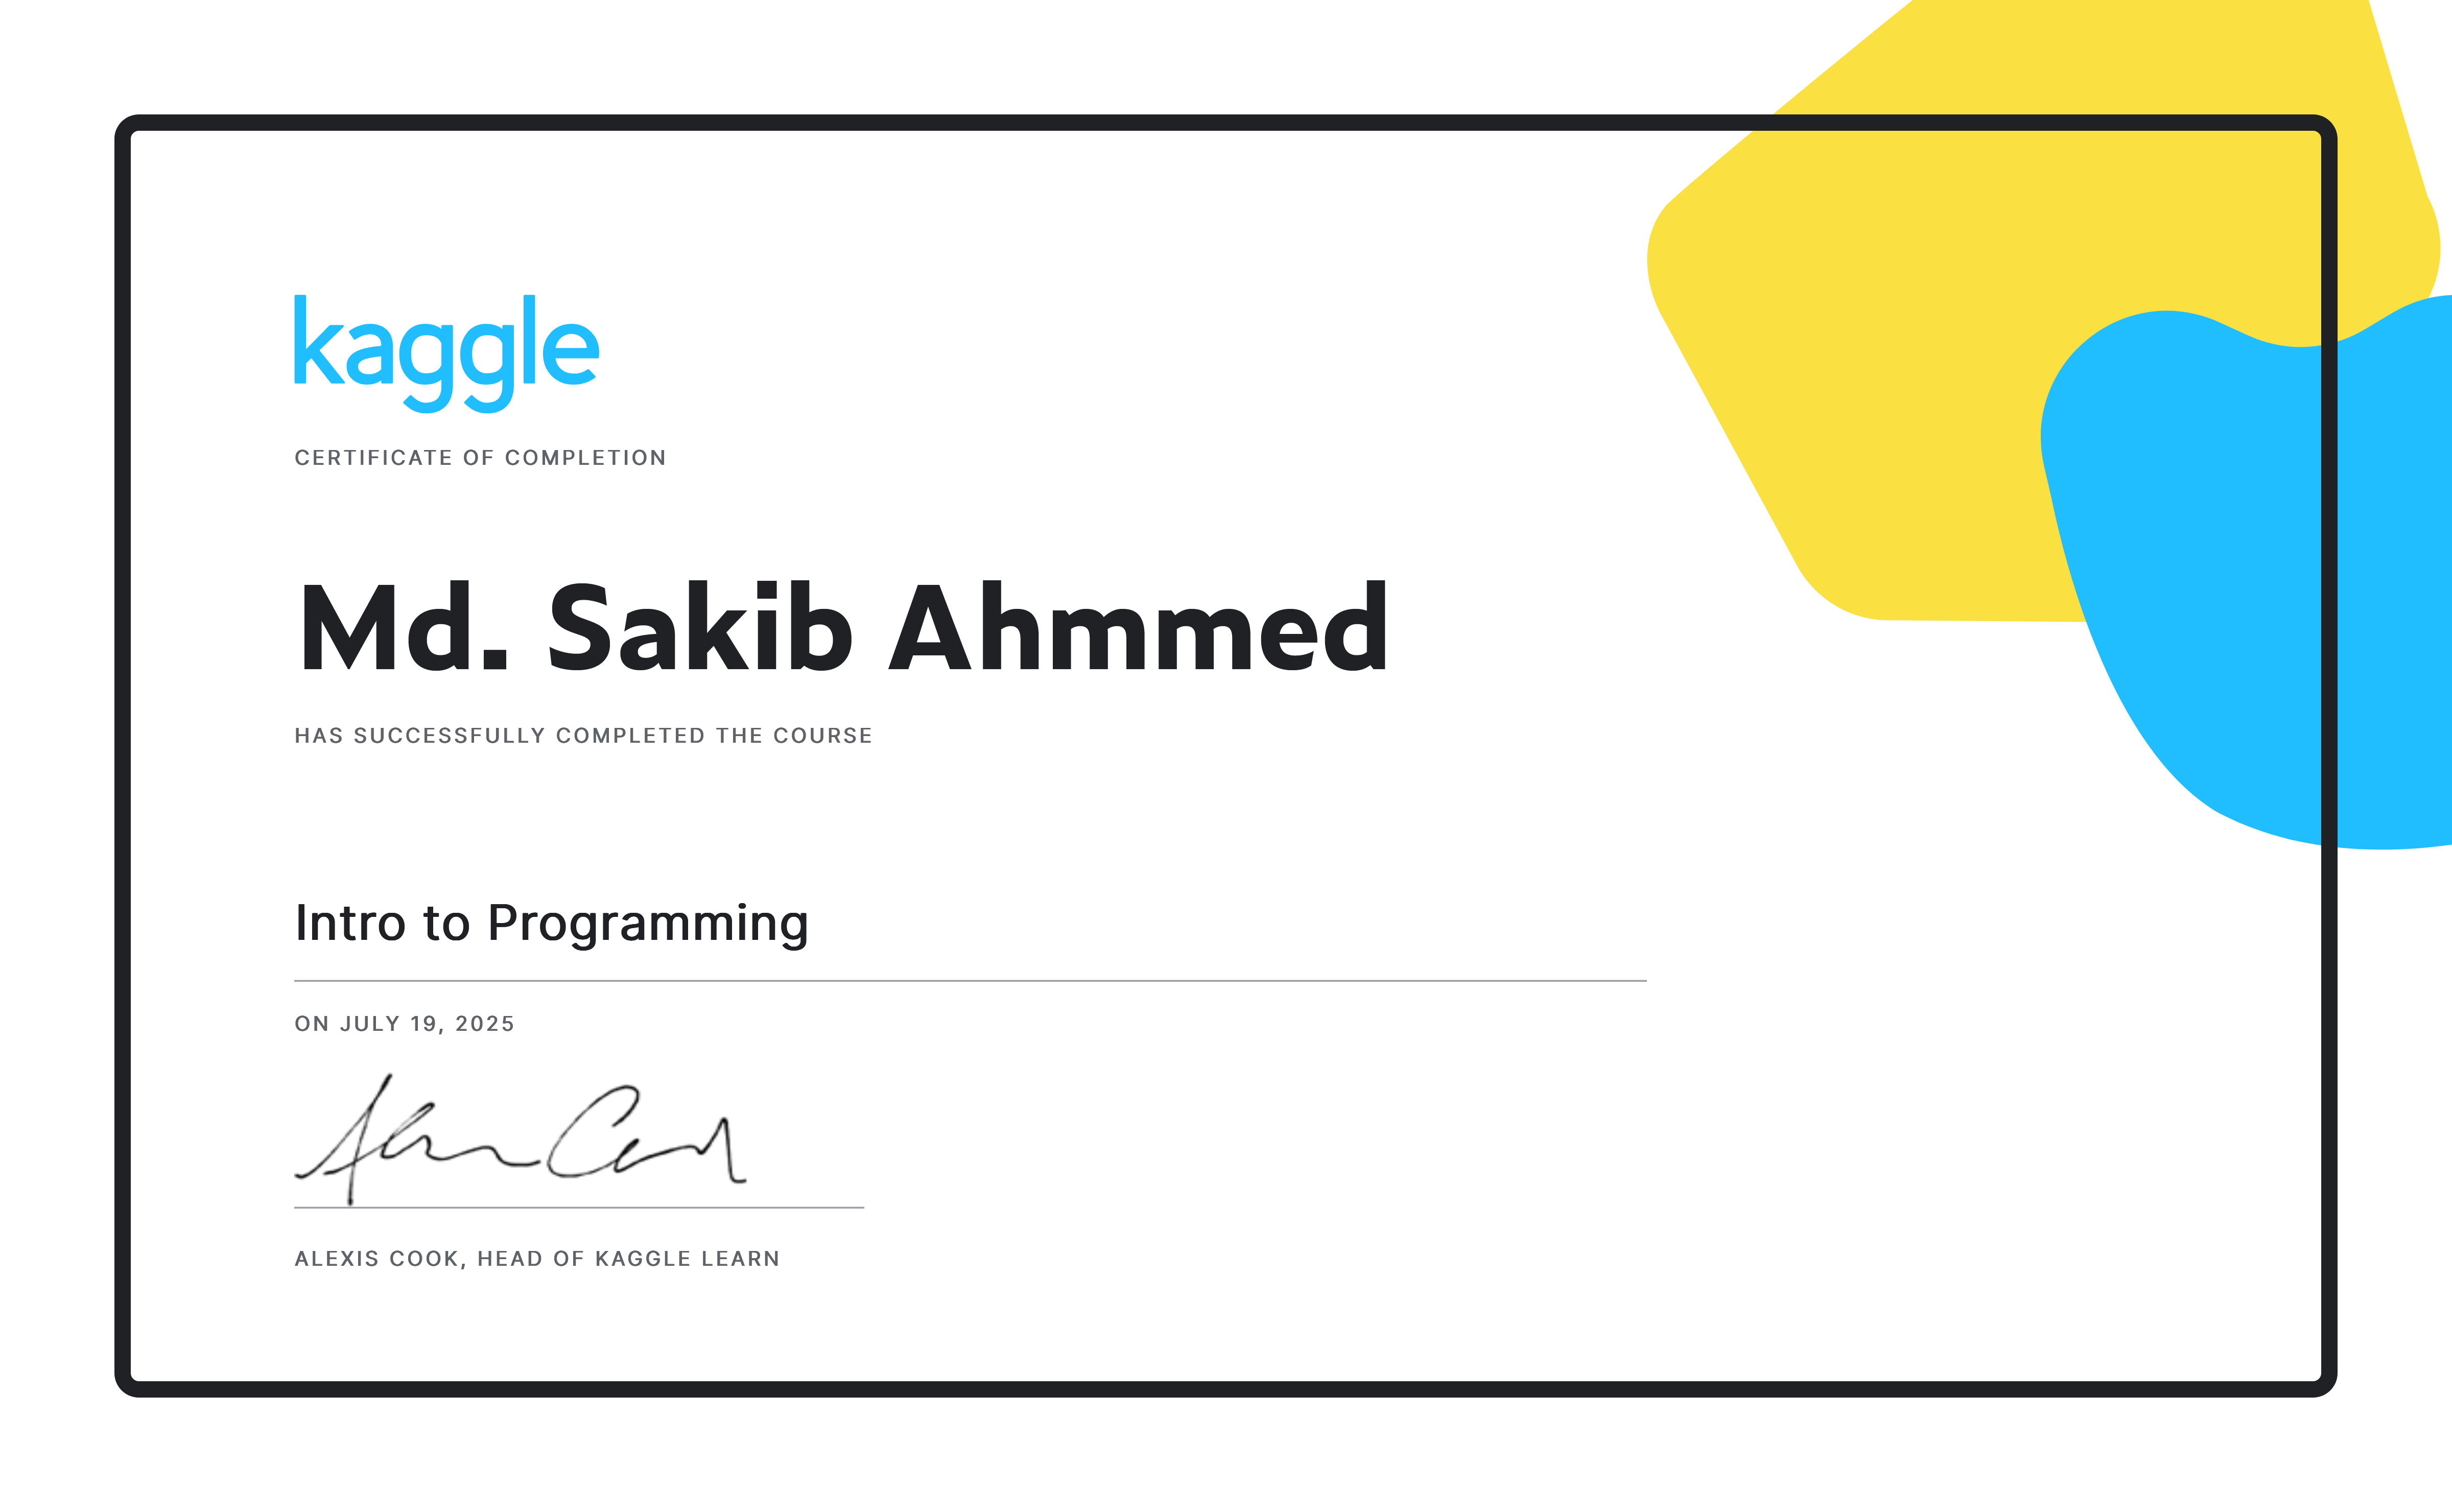 kaggle
CERTIFICATE OF COMPLETION
Md. Sakib Ahmmed
HAS SUCCESSFULLY COMPLETED THE COURSE
Intro to Programming
ON JULY 19, 2025
ALEXIS COOK, HEAD OF KAGGLE LEARN